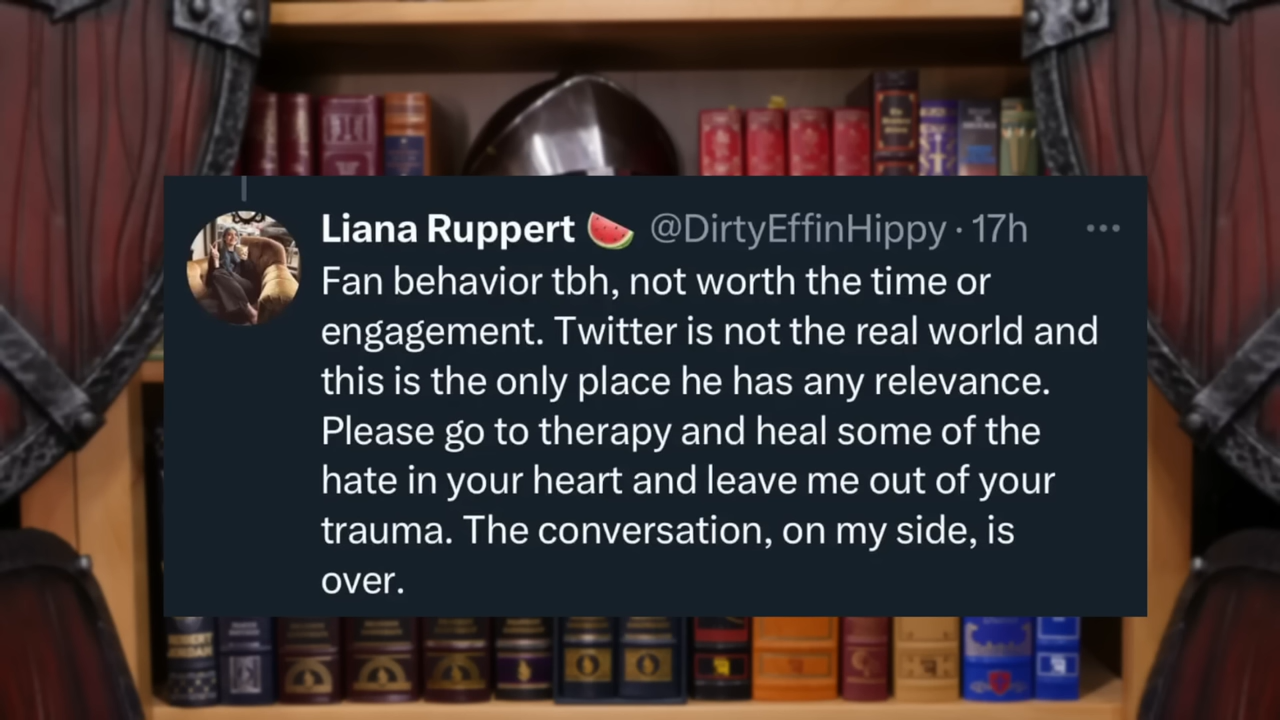 Liana Ruppert 🍉 @DirtyEffinHippy · 17h
Fan behavior tbh, not worth the time or
engagement. Twitter is not the real world and
this is the only place he has any relevance.
Please go to therapy and heal some of the
hate in your heart and leave me out of your
trauma. The conversation, on my side, is
over.